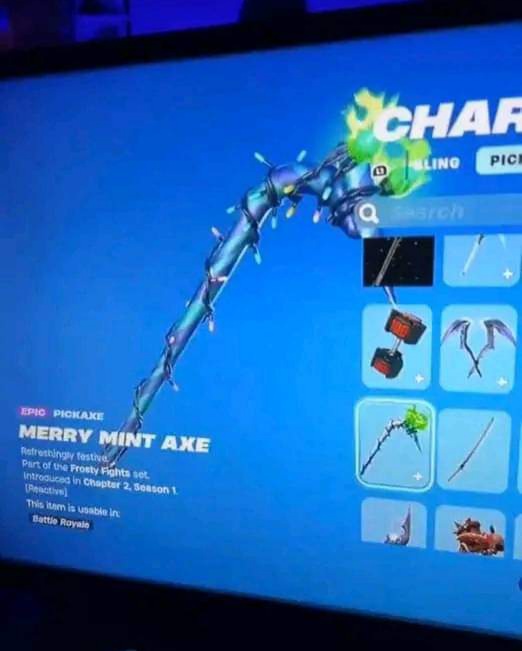 CHAR
LING
PIC
L3
Search
EPIC PICKAXE
MERRY MINT AXE
Refreshingly festive.
Part of the Frosty Fights set.
Introduced in Chapter 2, Season 1.
[Reactive]
This item is usable in:
Battle Royale